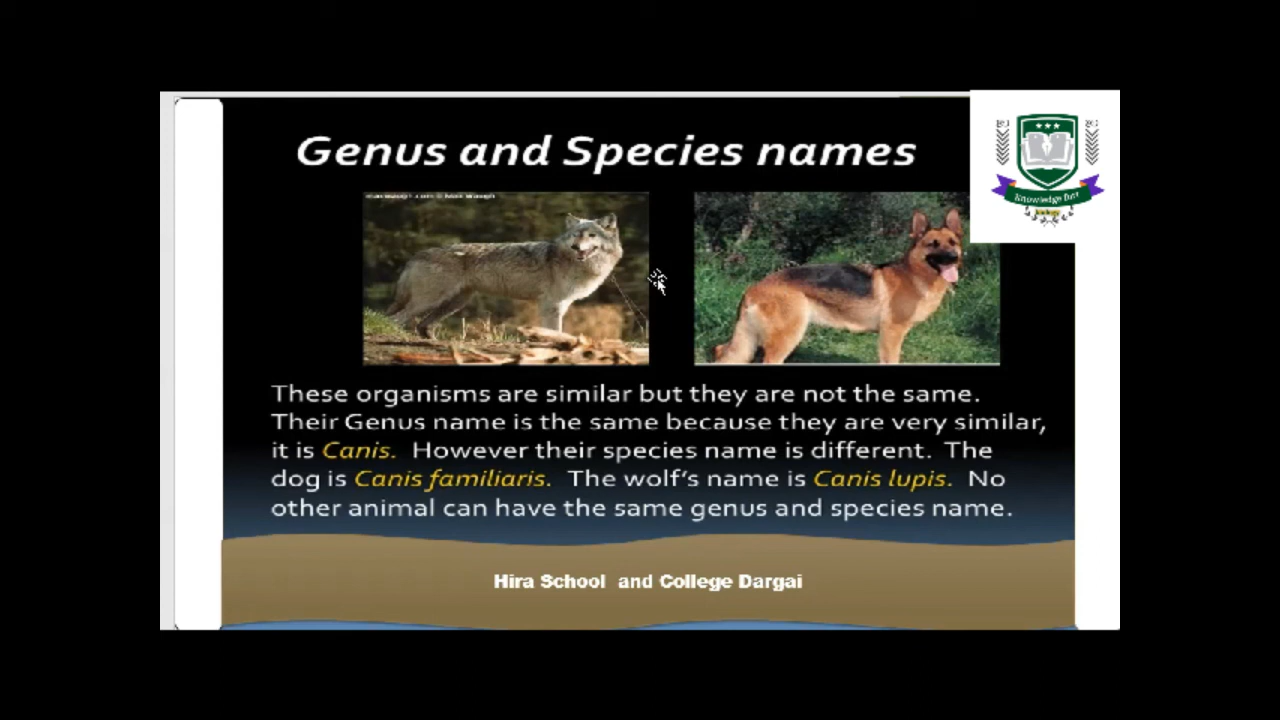 Genus and Species names
These organisms are similar but they are not the same.
Their Genus name is the same because they are very similar,
it is Canis. However their species name is different. The
dog is Canis familiaris. The wolf's name is Canis lupis. No
other animal can have the same genus and species name.
Hira School and College Dargai